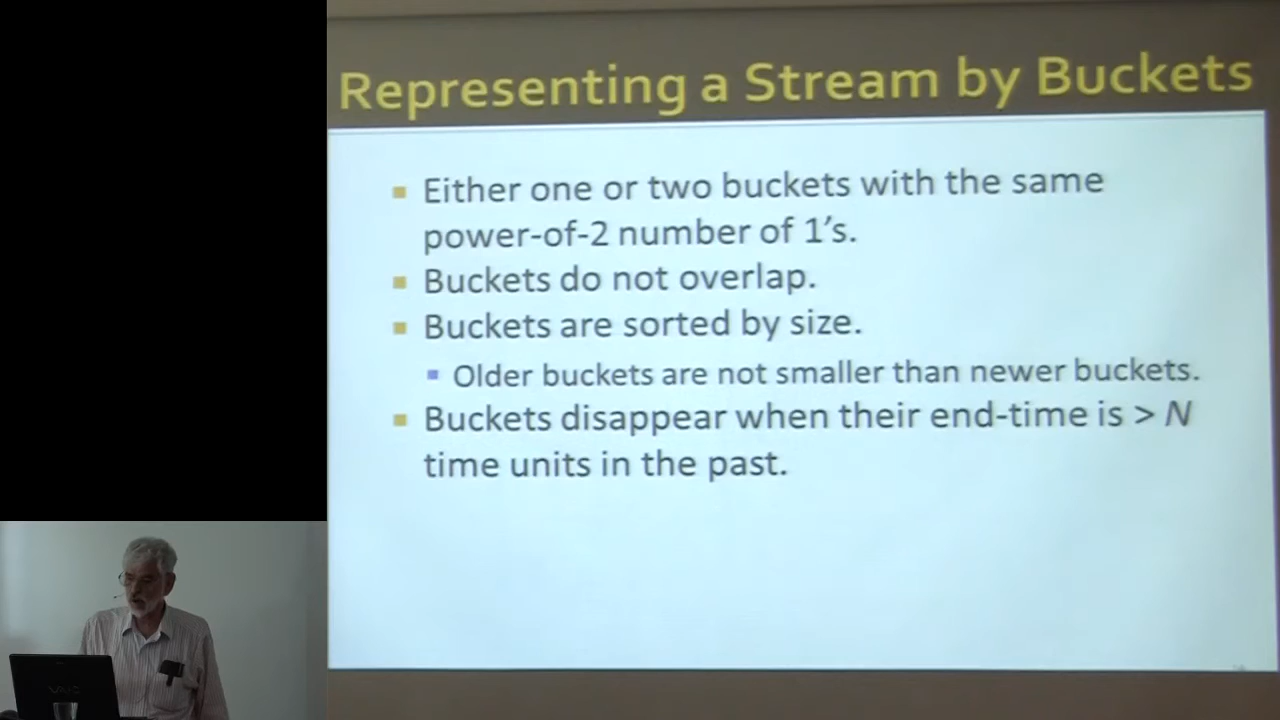 Representing a Stream by Buckets
Either one or two buckets with the same
power-of-2 number of 1's.
Buckets do not overlap.
Buckets are sorted by size.
Older buckets are not smaller than newer buckets.
Buckets disappear when their end-time is > N
time units in the past.